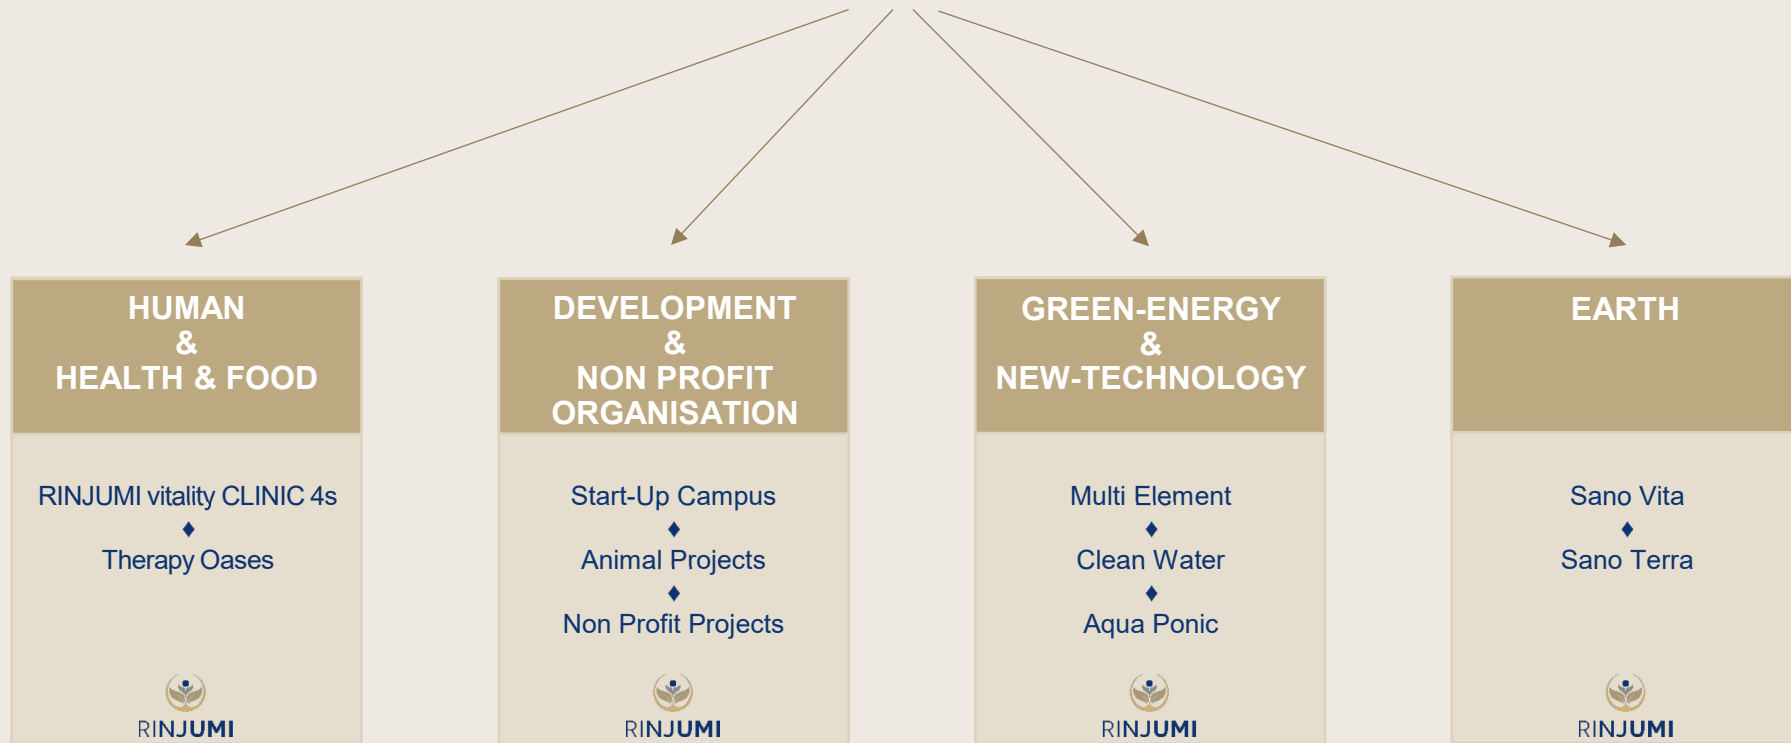 HUMAN
&
HEALTH & FOOD
RINJUMI vitality CLINIC 4s
Therapy Oases
RINJUMI
DEVELOPMENT
&
NON PROFIT
ORGANISATION
Start-Up Campus
Animal Projects
Non Profit Projects
RINJUMI
GREEN-ENERGY
&
NEW-TECHNOLOGY
Multi Element
Clean Water
Aqua Ponic
RINJUMI
EARTH
Sano Vita
Sano Terra
RINJUMI